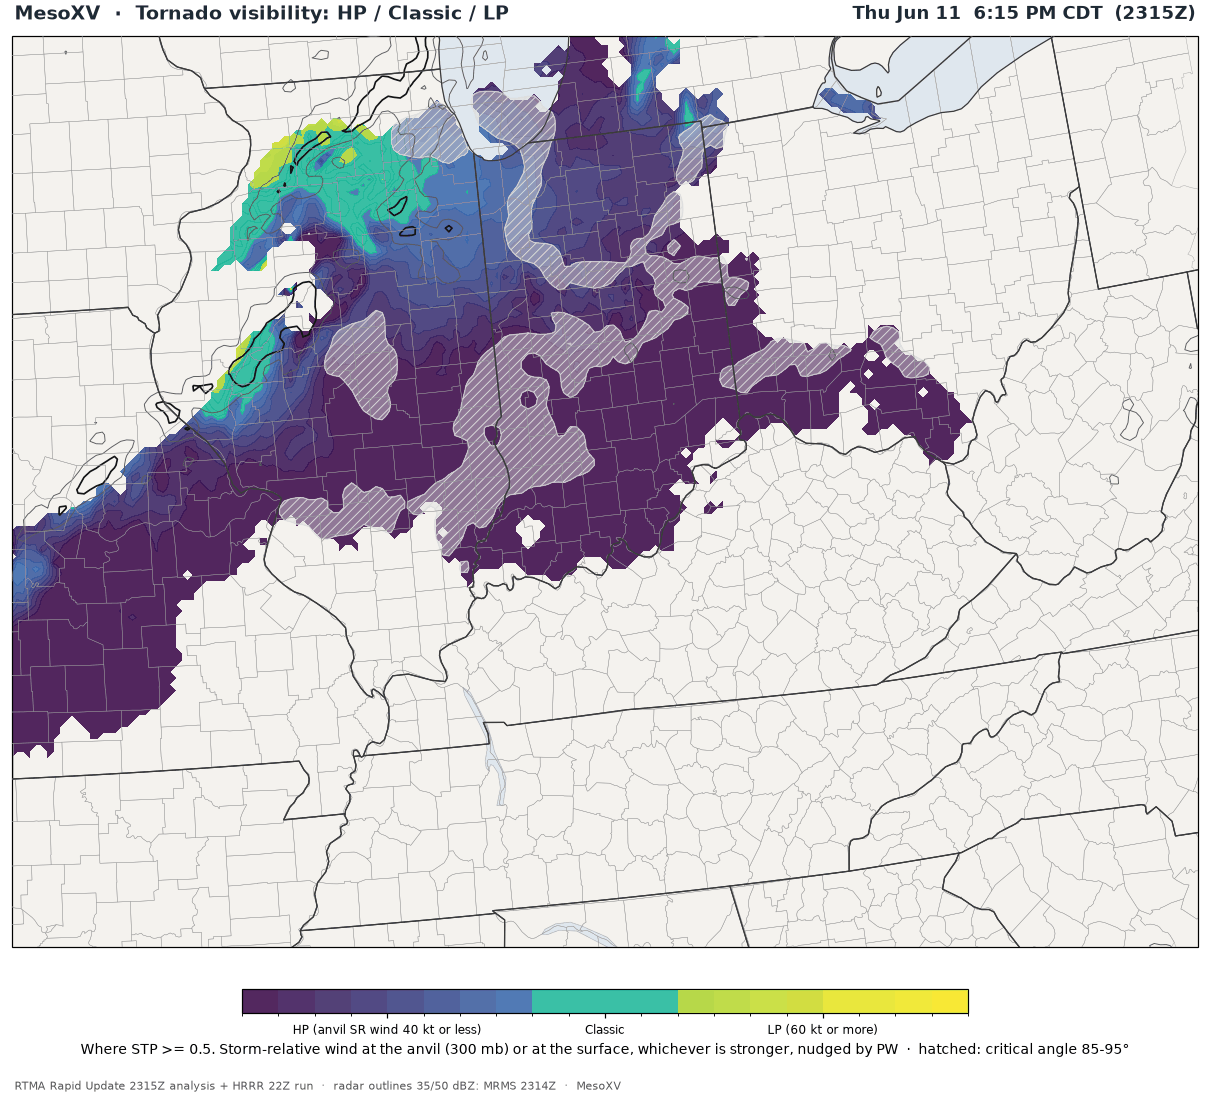 MesoXV · Tornado visibility: HP / Classic / LP
Thu Jun 11 6:15 PM CDT (2315Z)
HP (anvil SR wind 40 kt or less)
Classic
LP (60 kt or more)
Where STP >= 0.5. Storm-relative wind at the anvil (300 mb) or at the surface, whichever is stronger, nudged by PW · hatched: critical angle 85-95°
RTMA Rapid Update 2315Z analysis + HRRR 22Z run · radar outlines 35/50 dBZ: MRMS 2314Z · MesoXV